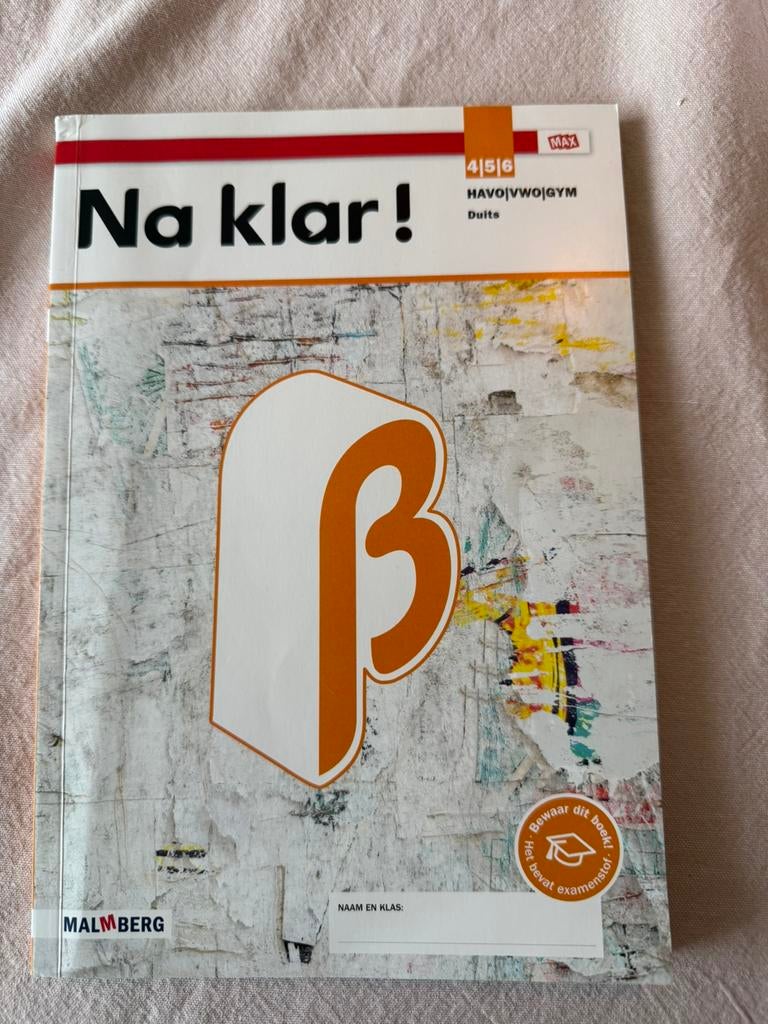 MAX
4|5|6
HAVO|VWO|GYM
Duits
Na klar!
ß
Bewaar dit boek!
· Het bevat examenstof ·
NAAM EN KLAS:
MALMBERG